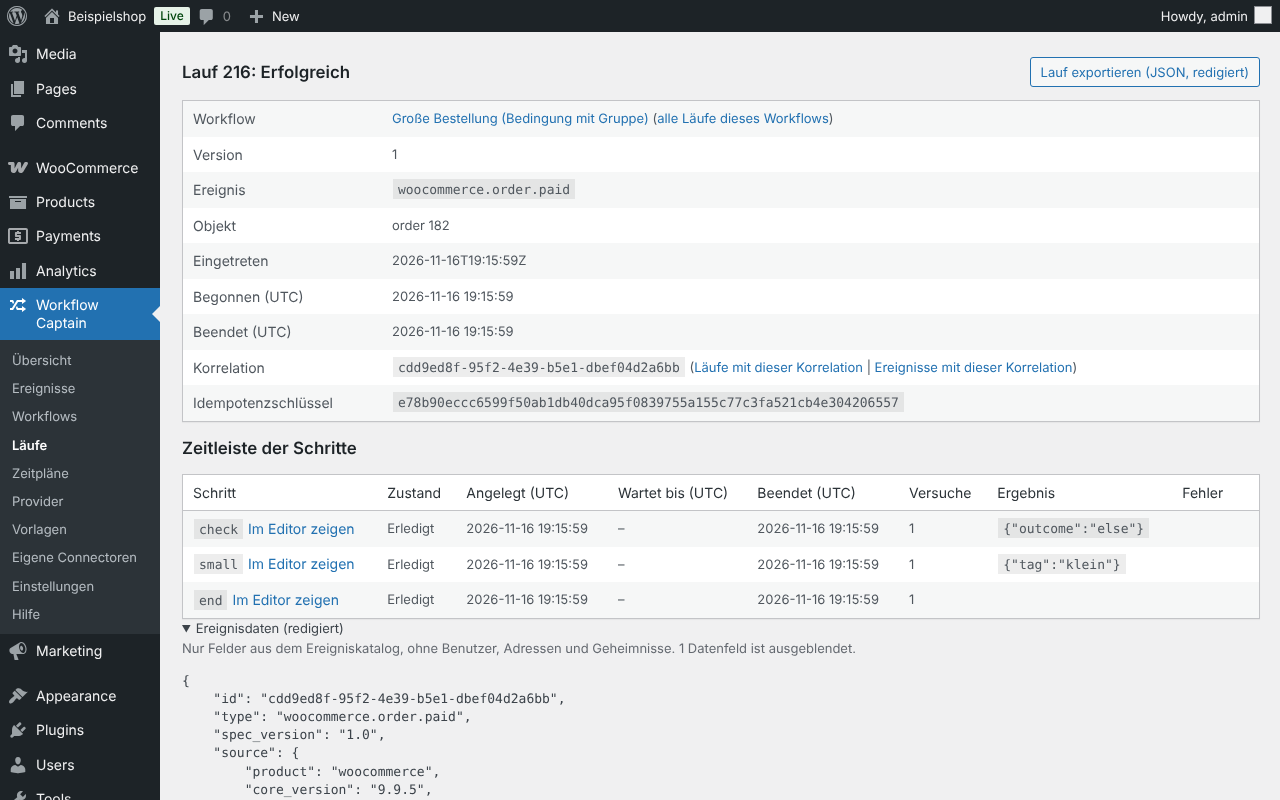 Beispielshop Live 0 New Howdy, admin
Media
Pages
Comments
WooCommerce
Products
Payments
Analytics
Workflow
Captain
Übersicht
Ereignisse
Workflows
Läufe
Zeitpläne
Provider
Vorlagen
Eigene Connectoren
Einstellungen
Hilfe
Marketing
Appearance
Plugins
Users
Tools
Lauf 216: Erfolgreich
Lauf exportieren (JSON, redigiert)
Workflow Große Bestellung (Bedingung mit Gruppe) (alle Läufe dieses Workflows)
Version 1
Ereignis woocommerce.order.paid
Objekt order 182
Eingetreten 2026-11-16T19:15:59Z
Begonnen (UTC) 2026-11-16 19:15:59
Beendet (UTC) 2026-11-16 19:15:59
Korrelation cdd9ed8f-95f2-4e39-b5e1-dbef04d2a6bb (Läufe mit dieser Korrelation | Ereignisse mit dieser Korrelation)
Idempotenzschlüssel e78b90eccc6599f50ab1db40dca95f0839755a155c77c3fa521cb4e304206557
Zeitleiste der Schritte
Schritt Zustand Angelegt (UTC) Wartet bis (UTC) Beendet (UTC) Versuche Ergebnis Fehler
check Im Editor zeigen Erledigt 2026-11-16 19:15:59 – 2026-11-16 19:15:59 1 {"outcome":"else"}
small Im Editor zeigen Erledigt 2026-11-16 19:15:59 – 2026-11-16 19:15:59 1 {"tag":"klein"}
end Im Editor zeigen Erledigt 2026-11-16 19:15:59 – 2026-11-16 19:15:59 1
▼ Ereignisdaten (redigiert)
Nur Felder aus dem Ereigniskatalog, ohne Benutzer, Adressen und Geheimnisse. 1 Datenfeld ist ausgeblendet.
{
"id": "cdd9ed8f-95f2-4e39-b5e1-dbef04d2a6bb",
"type": "woocommerce.order.paid",
"spec_version": "1.0",
"source": {
"product": "woocommerce",
"core_version": "9.9.5",